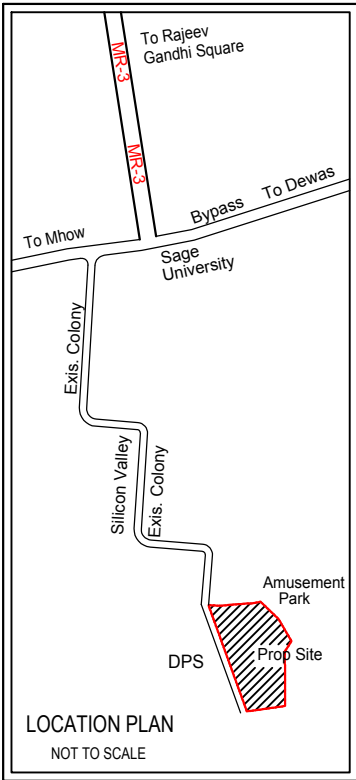 To Rajeev
Gandhi Square
MR-3
MR-3
To Dewas
Bypass
To Mhow
Sage
University
Exis. Colony
Silicon Valley
Exis. Colony
Amusement
Park
Prop Site
DPS
LOCATION PLAN
NOT TO SCALE